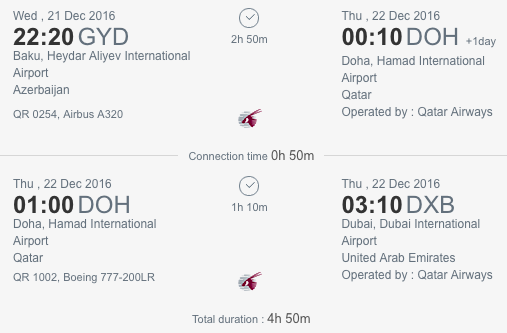 Wed , 21 Dec 2016
22:20 GYD
Baku, Heydar Aliyev International
Airport
Azerbaijan
QR 0254, Airbus A320
2h 50m
Thu , 22 Dec 2016
00:10 DOH +1day
Doha, Hamad International
Airport
Qatar
Operated by : Qatar Airways
Connection time 0h 50m
Thu , 22 Dec 2016
01:00 DOH
Doha, Hamad International
Airport
Qatar
QR 1002, Boeing 777-200LR
1h 10m
Thu , 22 Dec 2016
03:10 DXB
Dubai, Dubai International
Airport
United Arab Emirates
Operated by : Qatar Airways
Total duration : 4h 50m